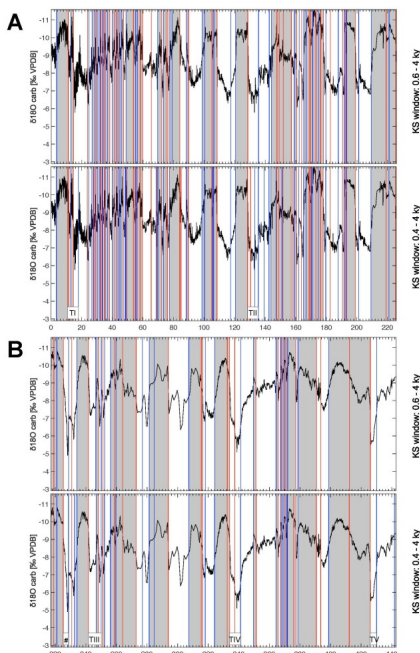 A
-11
-10
-9
-8
-7
-6
-5
-4
-3
δ18O carb [‰ VPDB]
KS window: 0.6 - 4 ky
-11
-10
-9
-8
-7
-6
-5
-4
-3
δ18O carb [‰ VPDB]
KS window: 0.4 - 4 ky
TI TII
0 20 40 60 80 100 120 140 160 180 200 220
B
-11
-10
-9
-8
-7
-6
-5
-4
-3
δ18O carb [‰ VPDB]
KS window: 0.6 - 4 ky
-11
-10
-9
-8
-7
-6
-5
-4
-3
δ18O carb [‰ VPDB]
KS window: 0.4 - 4 ky
# TIII TIV TV